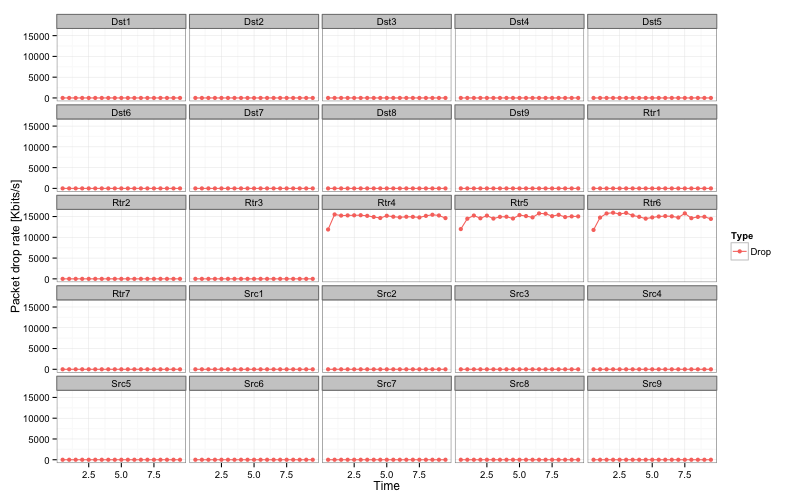 Dst1 Dst2 Dst3 Dst4 Dst5
15000
10000
5000
0
Dst6 Dst7 Dst8 Dst9 Rtr1
15000
10000
5000
0
Rtr2 Rtr3 Rtr4 Rtr5 Rtr6
15000
10000
5000
0
Rtr7 Src1 Src2 Src3 Src4
15000
10000
5000
0
Src5 Src6 Src7 Src8 Src9
15000
10000
5000
0
2.5 5.0 7.5 2.5 5.0 7.5 2.5 5.0 7.5 2.5 5.0 7.5 2.5 5.0 7.5
Time
Packet drop rate [Kbits/s]
Type
Drop